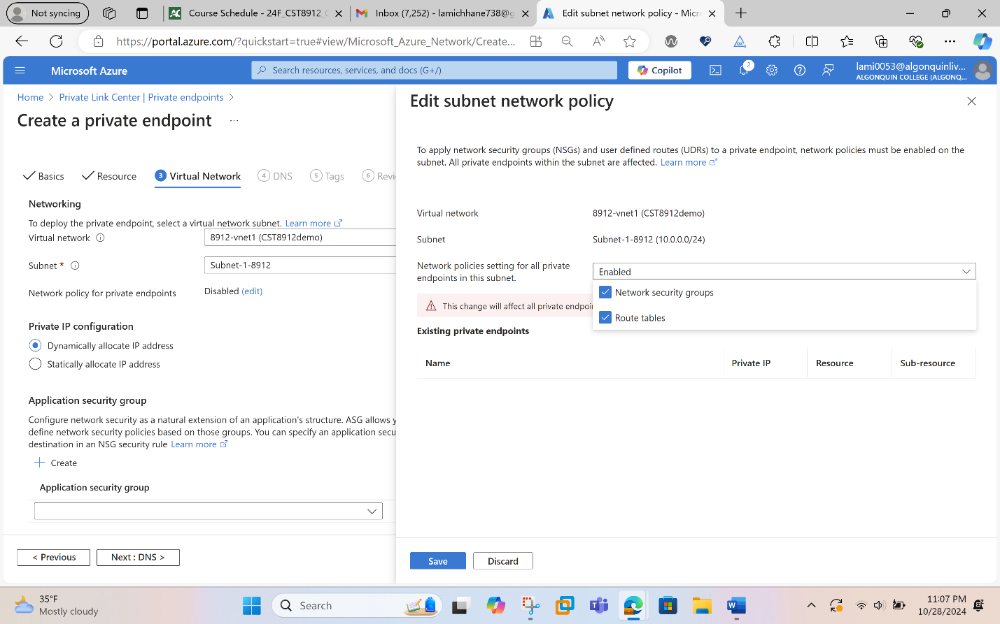 Not syncing
Course Schedule - 24F_CST8912_
Inbox (7,252) - lamichhane738@g
Edit subnet network policy - Micr
https://portal.azure.com/?quickstart=true#view/Microsoft_Azure_Network/Create...
Microsoft Azure
Search resources, services, and docs (G+/)
Copilot
2
lami0053@algonquinliv...
ALGONQUIN COLLEGE (ALGONQ...
Home > Private Link Center | Private endpoints >
Create a private endpoint ...
Basics
Resource
3 Virtual Network
4 DNS
5 Tags
6 Revi
Networking
To deploy the private endpoint, select a virtual network subnet. Learn more
Virtual network
8912-vnet1 (CST8912demo)
Subnet *
Subnet-1-8912
Network policy for private endpoints
Disabled (edit)
Private IP configuration
Dynamically allocate IP address
Statically allocate IP address
Application security group
Configure network security as a natural extension of an application's structure. ASG allows y
define network security policies based on those groups. You can specify an application secu
destination in an NSG security rule Learn more
+ Create
Application security group
< Previous
Next : DNS >
Edit subnet network policy
To apply network security groups (NSGs) and user defined routes (UDRs) to a private endpoint, network policies must be enabled on the
subnet. All private endpoints within the subnet are affected. Learn more
Virtual network
8912-vnet1 (CST8912demo)
Subnet
Subnet-1-8912 (10.0.0.0/24)
Network policies setting for all private
endpoints in this subnet.
Enabled
Network security groups
Route tables
This change will affect all private endpoi
Existing private endpoints
Name
Private IP
Resource
Sub-resource
Save
Discard
35°F
Mostly cloudy
Search
11:07 PM
10/28/2024